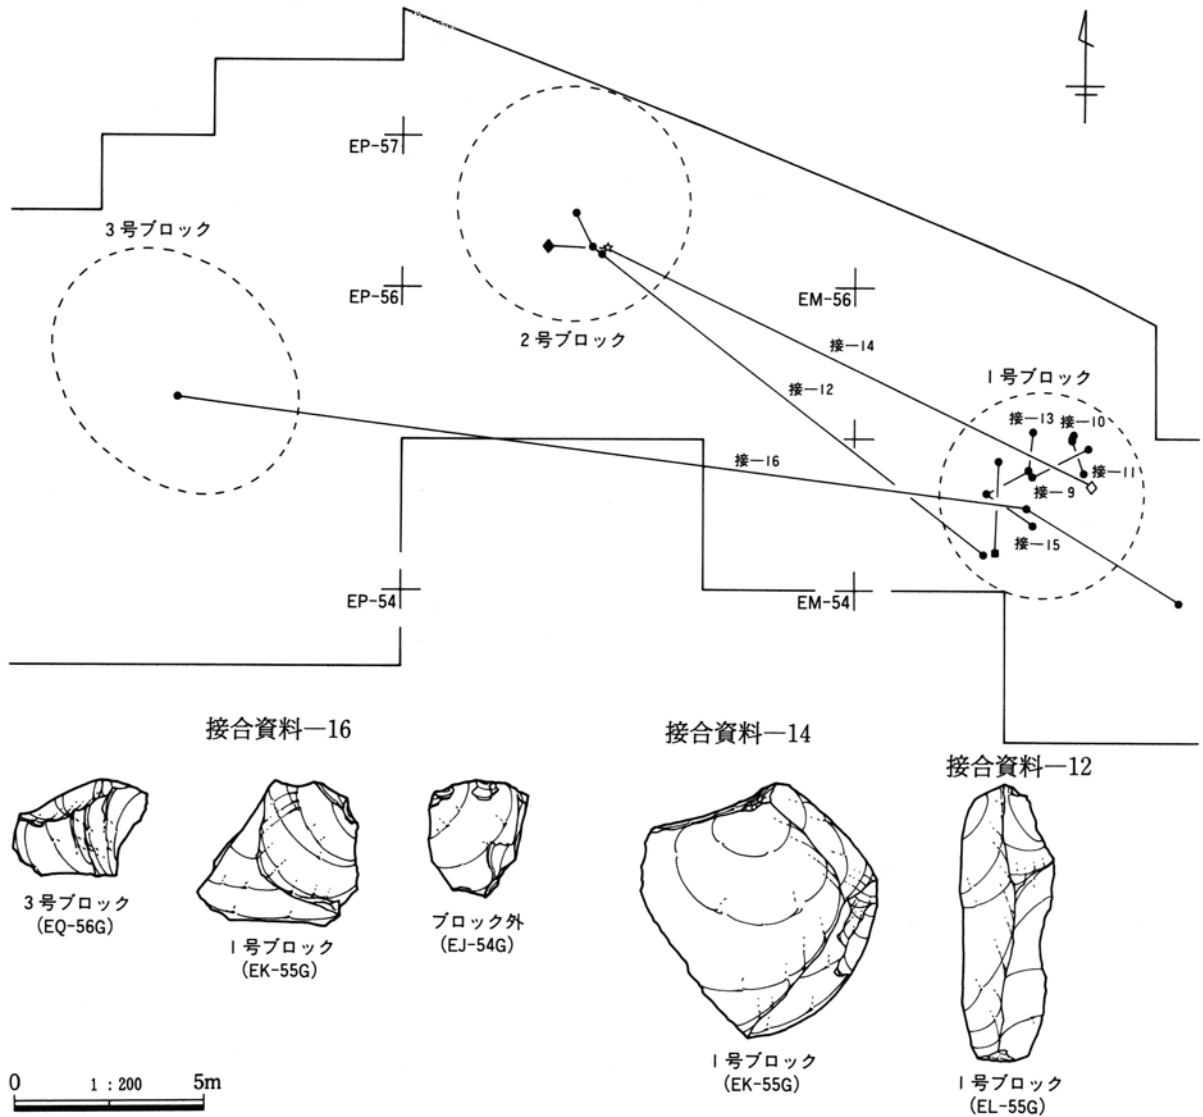 EP-57
3号ブロック
EP-56
EM-56
2号ブロック
接―14
接―12
1号ブロック
接―13
接―10
接―16
接―11
接―9
接―15
EP-54
EM-54
接合資料―16
接合資料―14
接合資料―12
3号ブロック
(EQ-56G)
1号ブロック
(EK-55G)
ブロック外
(EJ-54G)
1号ブロック
(EK-55G)
1号ブロック
(EL-55G)
0 1:200 5m